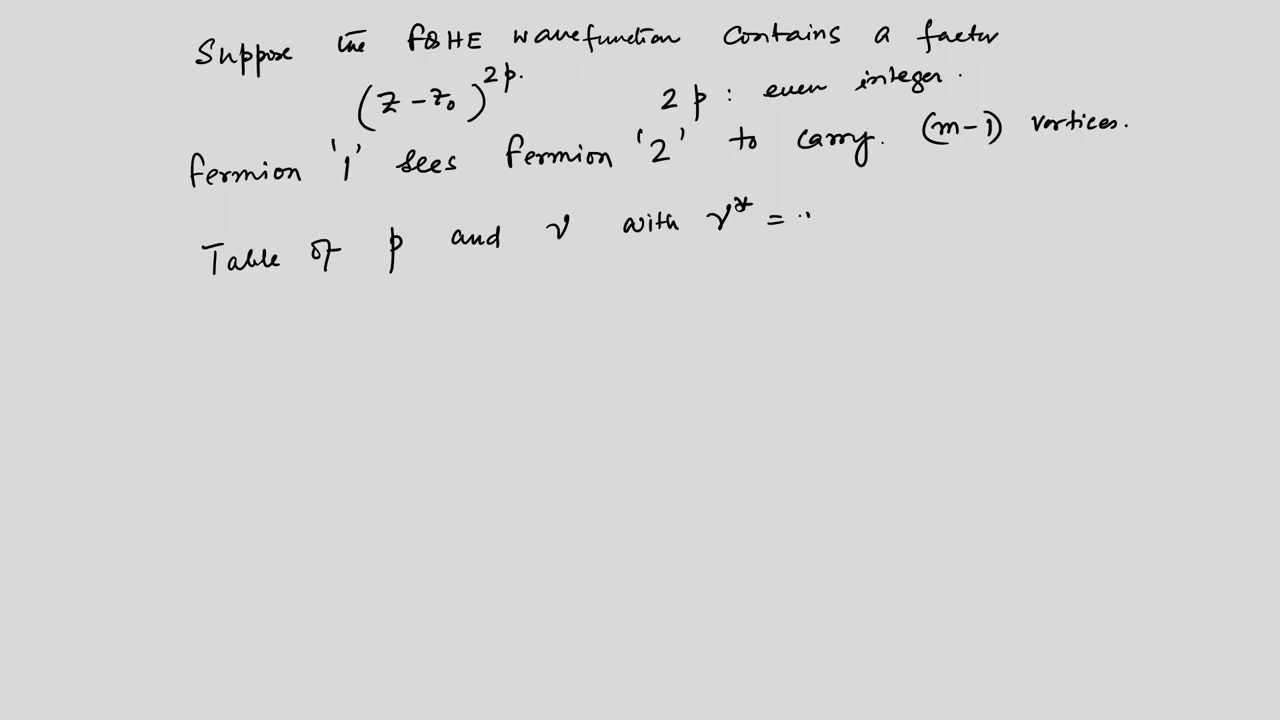 Suppose the FQHE wavefunction contains a factor
(z-z₀)^{2p}. 2p : even integer.
Fermion '1' sees fermion '2' to carry. (m-1) vortices.
Table of p and ν with ν* = ..